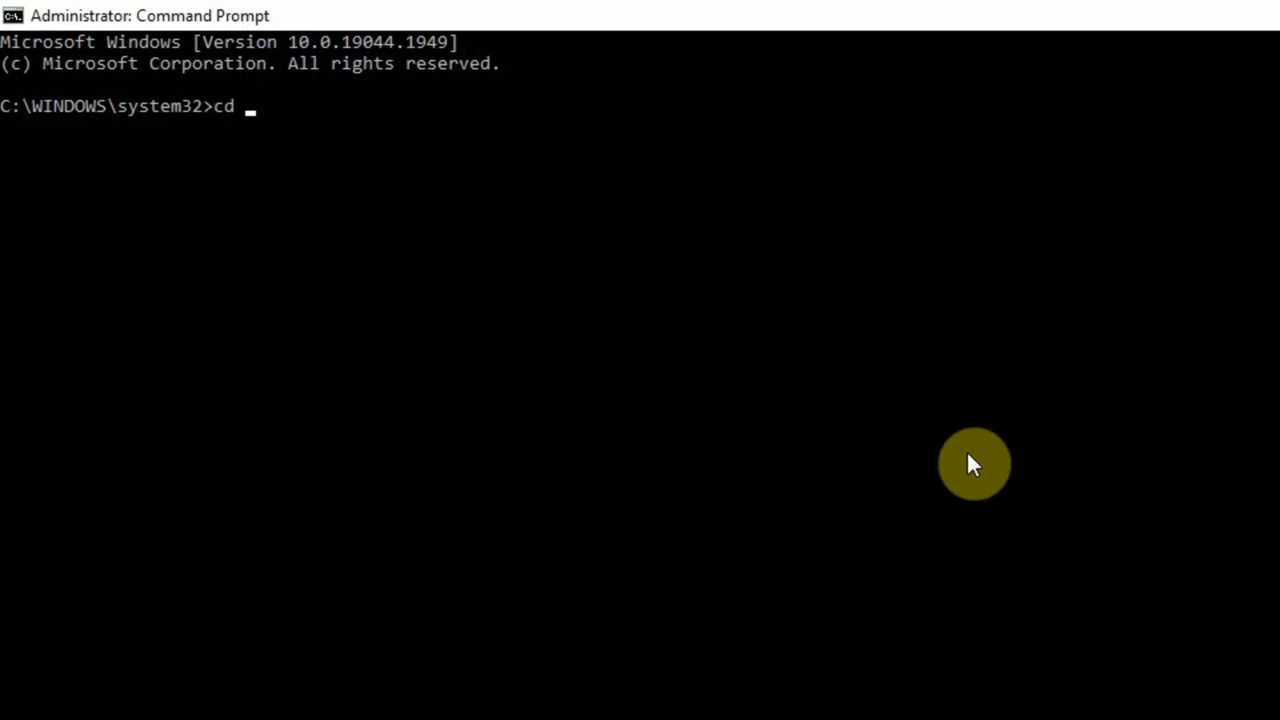 Administrator: Command Prompt
Microsoft Windows [Version 10.0.19044.1949]
(c) Microsoft Corporation. All rights reserved.
C:\WINDOWS\system32>cd _